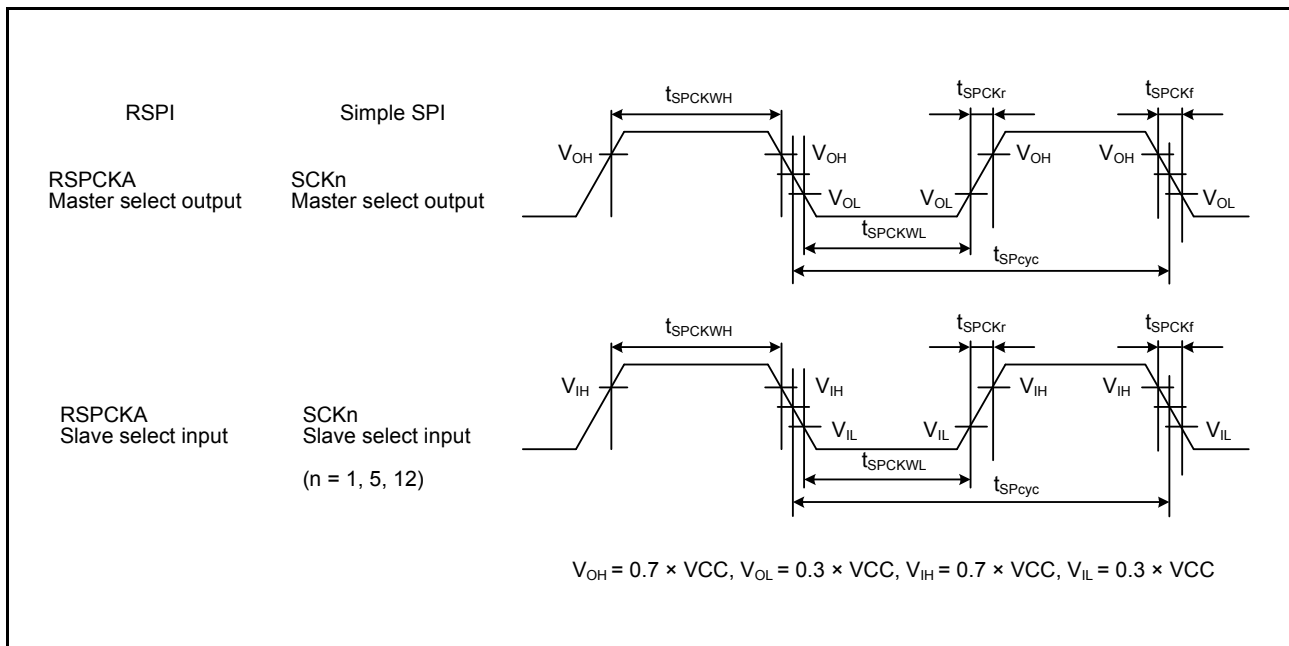 RSPI
Simple SPI
tSPCKWH
tSPCKr
tSPCKf
VOH
VOH
VOH
VOH
RSPCKA
Master select output
SCKn
Master select output
VOL
VOL
VOL
tSPCKWL
tSPcyc
tSPCKWH
tSPCKr
tSPCKf
VIH
VIH
VIH
VIH
RSPCKA
Slave select input
SCKn
Slave select input
(n = 1, 5, 12)
VIL
VIL
VIL
tSPCKWL
tSPcyc
VOH = 0.7 × VCC, VOL = 0.3 × VCC, VIH = 0.7 × VCC, VIL = 0.3 × VCC